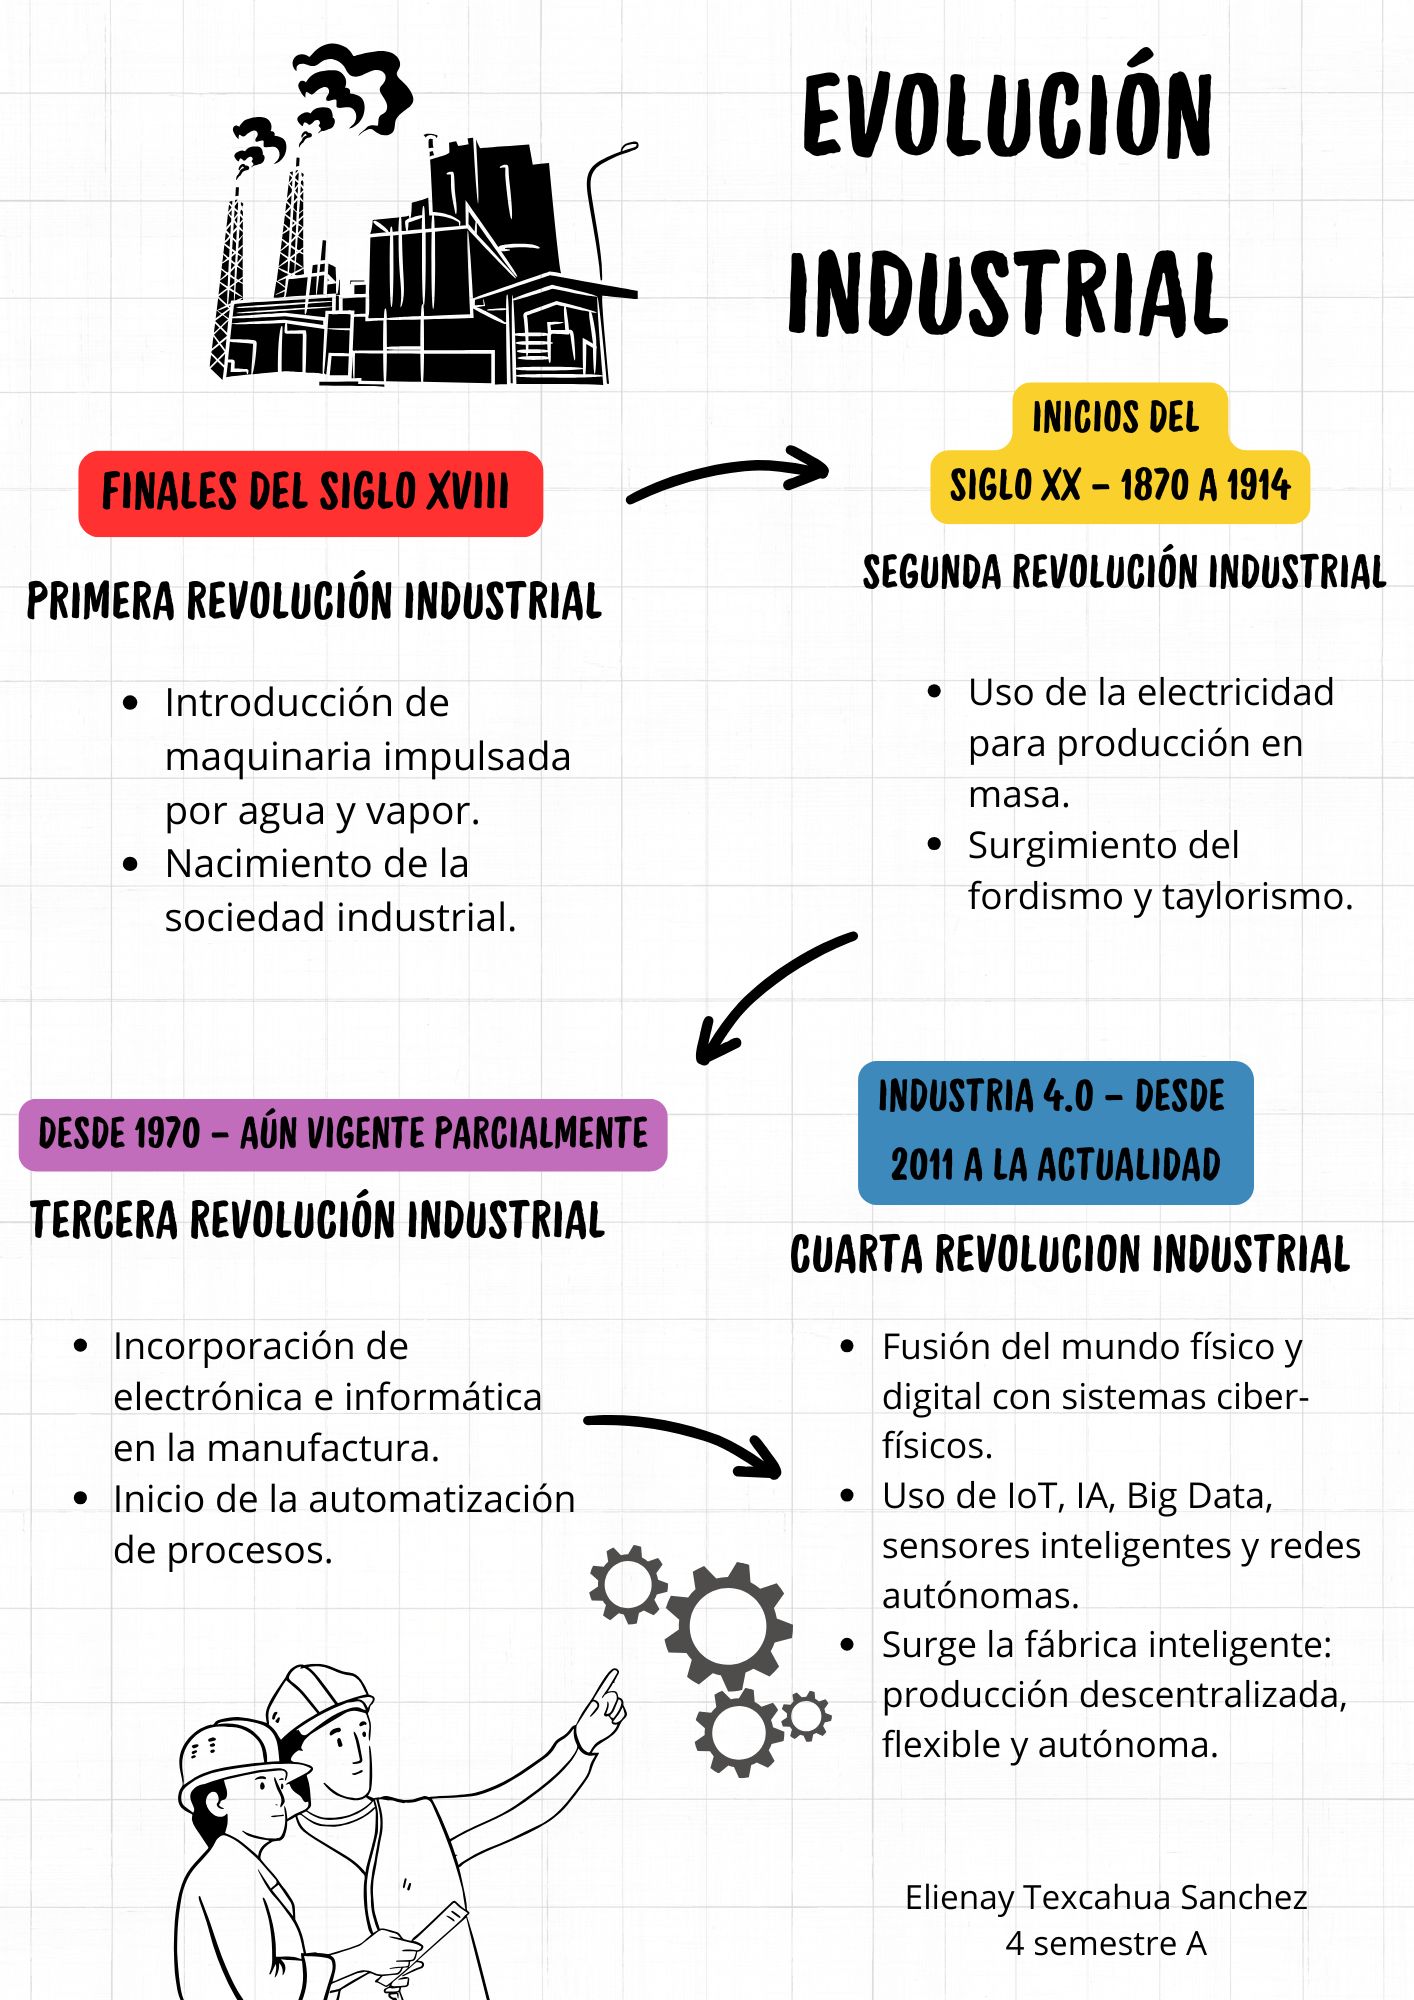 EVOLUCIÓN
INDUSTRIAL
FINALES DEL SIGLO XVIII
PRIMERA REVOLUCIÓN INDUSTRIAL
Introducción de
maquinaria impulsada
por agua y vapor.
Nacimiento de la
sociedad industrial.
INICIOS DEL
SIGLO XX – 1870 A 1914
SEGUNDA REVOLUCIÓN INDUSTRIAL
Uso de la electricidad
para producción en
masa.
Surgimiento del
fordismo y taylorismo.
DESDE 1970 – AÚN VIGENTE PARCIALMENTE
TERCERA REVOLUCIÓN INDUSTRIAL
Incorporación de
electrónica e informática
en la manufactura.
Inicio de la automatización
de procesos.
INDUSTRIA 4.0 – DESDE
2011 A LA ACTUALIDAD
CUARTA REVOLUCION INDUSTRIAL
Fusión del mundo físico y
digital con sistemas ciber-
físicos.
Uso de IoT, IA, Big Data,
sensores inteligentes y redes
autónomas.
Surge la fábrica inteligente:
producción descentralizada,
flexible y autónoma.
Elienay Texcahua Sanchez
4 semestre A